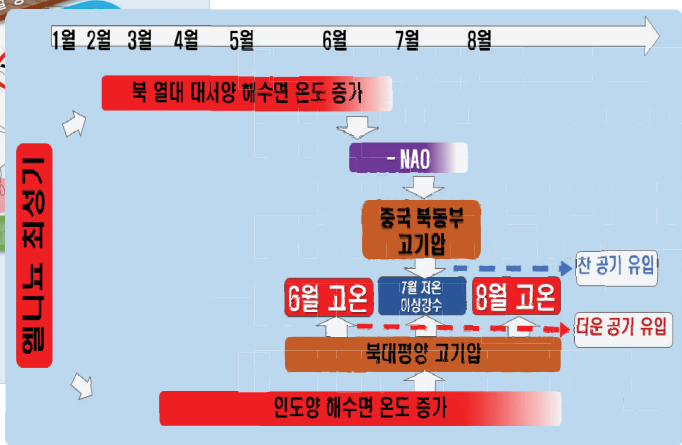 1월 2월 3월 4월 5월 6월 7월 8월
북 열대 대서양 해수면 온도 증가
- NAO
엘니뇨 최성기
중국 북동부
고기압
찬 공기 유입
6월 고온
7월 저온
이상강수
8월 고온
더운 공기 유입
북태평양 고기압
인도양 해수면 온도 증가